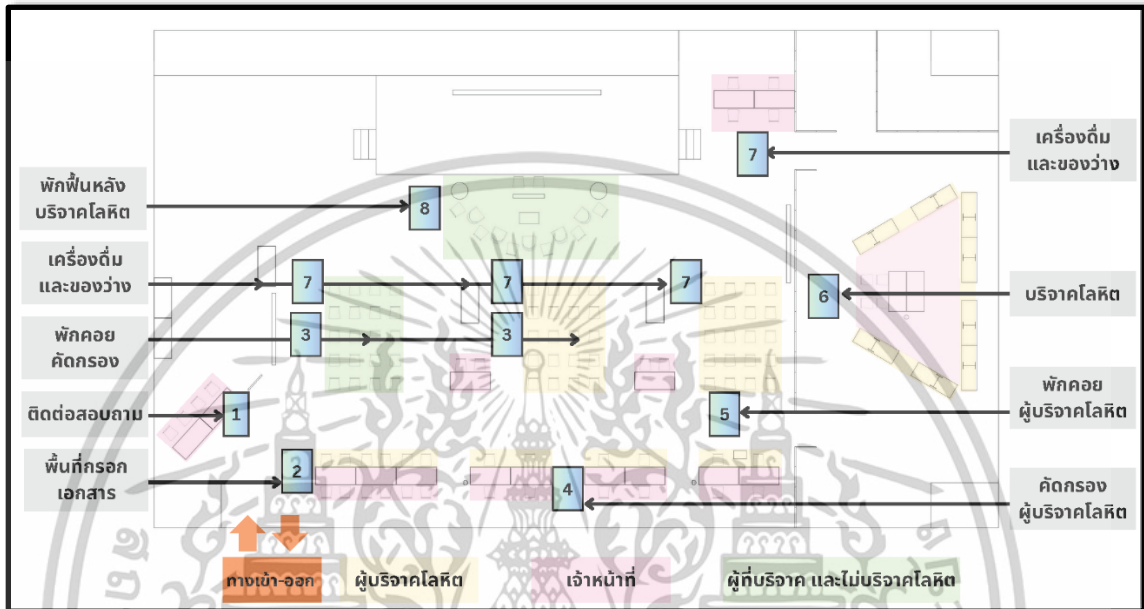 เครื่องดื่ม
และของว่าง
7
พักฟื้นหลัง
บริจาคโลหิต
8
เครื่องดื่ม
และของว่าง
7
7
7
6
บริจาคโลหิต
พักคอย
คัดกรอง
3
3
ติดต่อสอบถาม
1
5
พักคอย
ผู้บริจาคโลหิต
พื้นที่กรอก
เอกสาร
2
4
คัดกรอง
ผู้บริจาคโลหิต
ทางเข้า-ออก
ผู้บริจาคโลหิต
เจ้าหน้าที่
ผู้ที่บริจาค และไม่บริจาคโลหิต